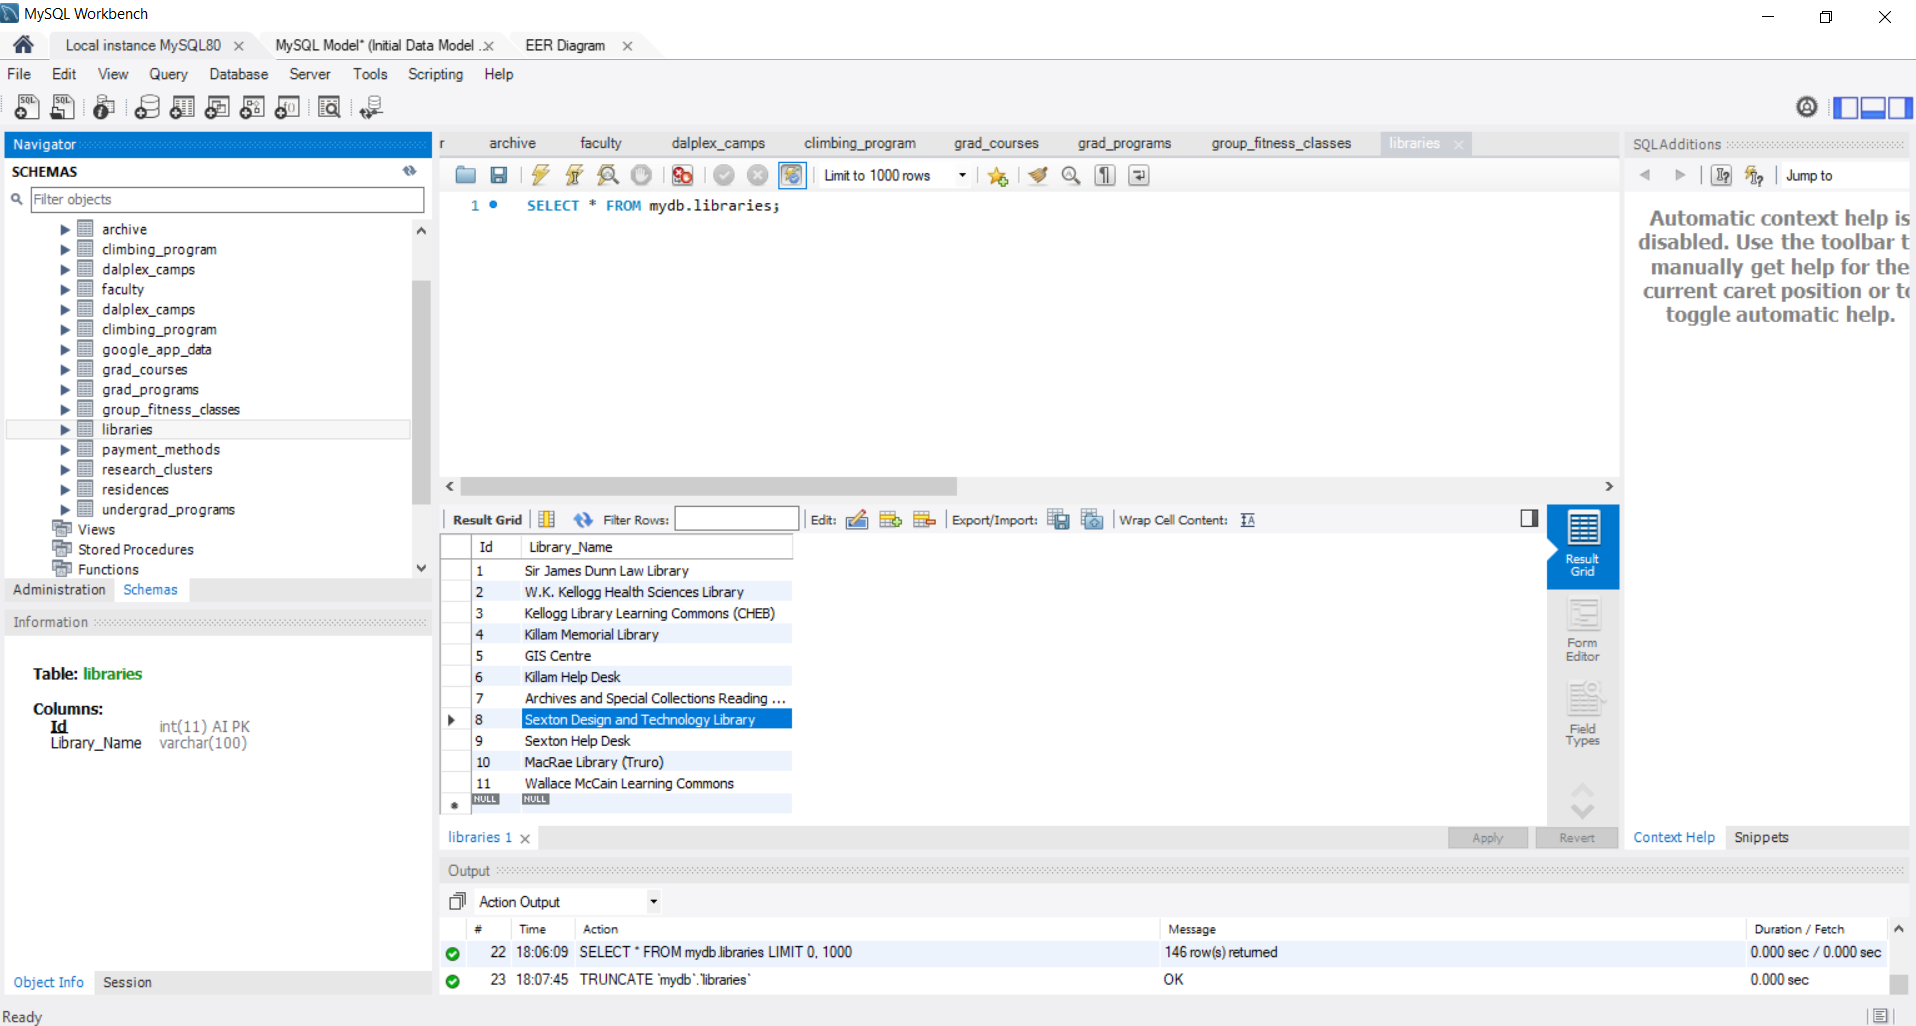 MySQL Workbench
Local instance MySQL80
MySQL Model* (Initial Data Model ..
EER Diagram
File Edit View Query Database Server Tools Scripting Help
Navigator
SCHEMAS
Filter objects
archive
climbing_program
dalplex_camps
faculty
dalplex_camps
climbing_program
google_app_data
grad_courses
grad_programs
group_fitness_classes
libraries
payment_methods
research_clusters
residences
undergrad_programs
Views
Stored Procedures
Functions
Administration Schemas
Information
Table: libraries
Columns:
Id int(11) AI PK
Library_Name varchar(100)
Object Info Session
r archive faculty dalplex_camps climbing_program grad_courses grad_programs group_fitness_classes libraries
Limit to 1000 rows
1 SELECT * FROM mydb.libraries;
Result Grid Filter Rows: Edit: Export/Import: Wrap Cell Content: IA
Id Library_Name
1 Sir James Dunn Law Library
2 W.K. Kellogg Health Sciences Library
3 Kellogg Library Learning Commons (CHEB)
4 Killam Memorial Library
5 GIS Centre
6 Killam Help Desk
7 Archives and Special Collections Reading ...
8 Sexton Design and Technology Library
9 Sexton Help Desk
10 MacRae Library (Truro)
11 Wallace McCain Learning Commons
NULL NULL
Result
Grid
Form
Editor
Field
Types
libraries 1
Apply Revert
SQLAdditions
Jump to
Automatic context help is
disabled. Use the toolbar t
manually get help for the
current caret position or to
toggle automatic help.
Context Help Snippets
Output
Action Output
# Time Action Message Duration / Fetch
22 18:06:09 SELECT * FROM mydb.libraries LIMIT 0, 1000 146 row(s) returned 0.000 sec / 0.000 sec
23 18:07:45 TRUNCATE `mydb`.`libraries` OK 0.000 sec
Ready